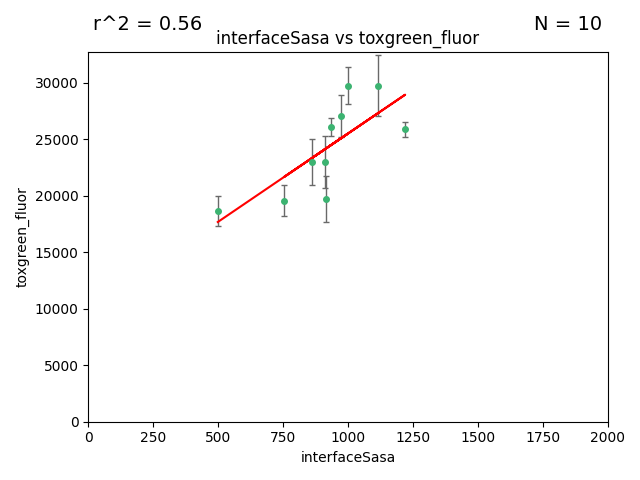 r^2 = 0.56
N = 10
interfaceSasa vs toxgreen_fluor
30000
25000
20000
15000
10000
5000
0
toxgreen_fluor
0 250 500 750 1000 1250 1500 1750 2000
interfaceSasa